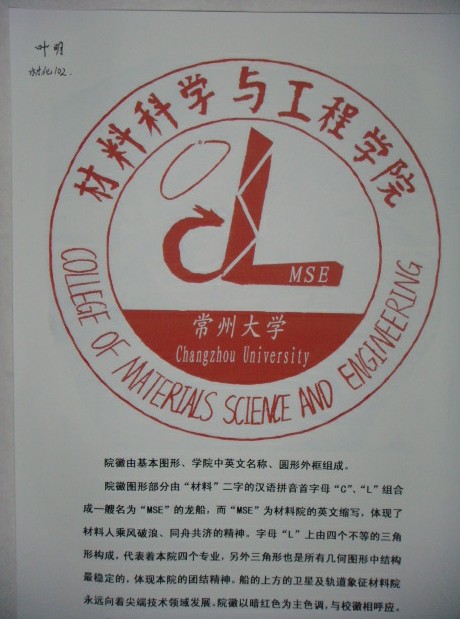 叶明
材料科学与工程学院
MSE
常州大学
Changzhou University
COLLEGE OF MATERIALS SCIENCE AND ENGINEERING
院徽由基本图形、学院中英文名称、圆形外框组成。
院徽图形部分由“材料”二字的汉语拼音首字母“C”、“L”组合
成一艘名为“MSE”的龙船，而“MSE”为材料院的英文缩写，体现了
材料人乘风破浪、同舟共济的精神。字母“L”上由四个不等的三角
形构成，代表着本院四个专业，另外三角形也是所有几何图形中结构
最稳定的，体现本院的团结精神。船的上方的卫星及轨道象征材料院
永远向着尖端技术领域发展。院徽以暗红色为主色调，与校徽相呼应。